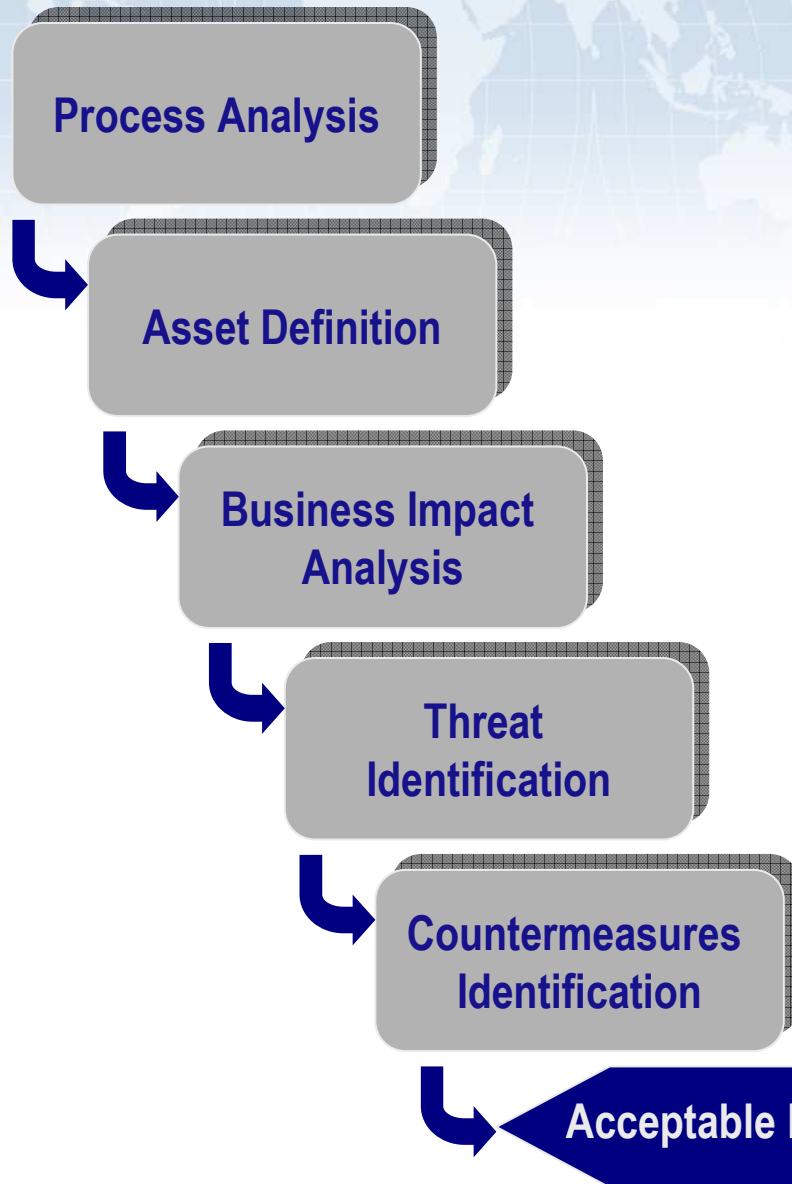 Process Analysis
Asset Definition
Business Impact
Analysis
Threat
Identification
Countermeasures
Identification
Acceptable